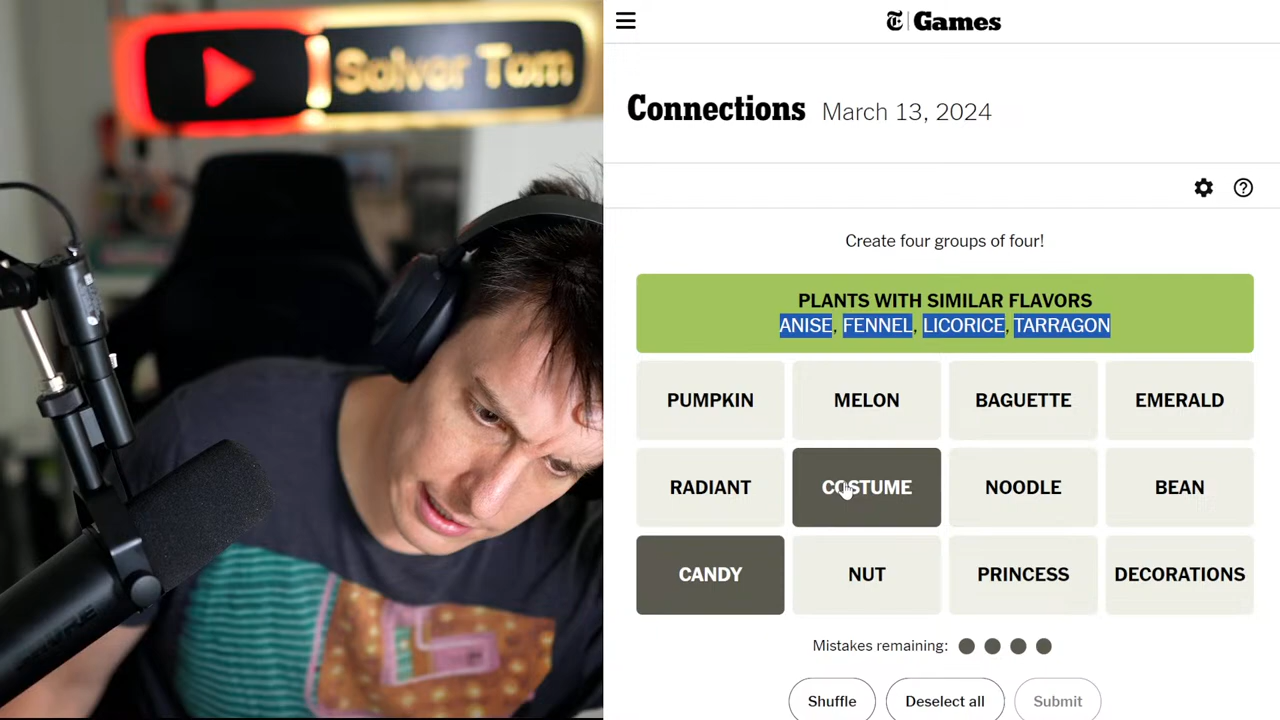 Solver Tom
Games
Connections March 13, 2024
Create four groups of four!
PLANTS WITH SIMILAR FLAVORS
ANISE, FENNEL, LICORICE, TARRAGON
PUMPKIN MELON BAGUETTE EMERALD
RADIANT COSTUME NOODLE BEAN
CANDY NUT PRINCESS DECORATIONS
Mistakes remaining:
Shuffle Deselect all Submit